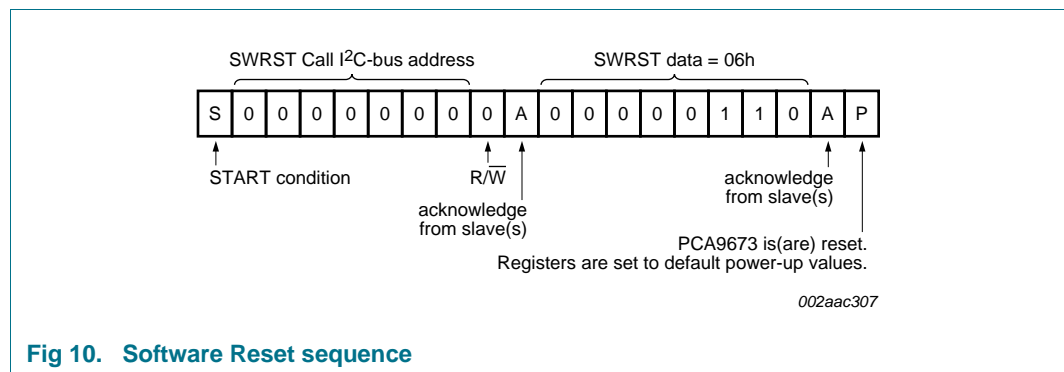 SWRST Call I2C-bus address SWRST data = 06h
S 0 0 0 0 0 0 0 0 A 0 0 0 0 0 1 1 0 A P
START condition R/W acknowledge
from slave(s) acknowledge
from slave(s)
PCA9673 is(are) reset.
Registers are set to default power-up values.
002aac307
Fig 10. Software Reset sequence